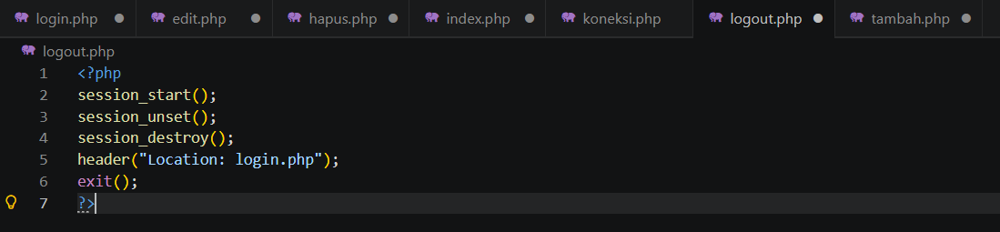 login.php
edit.php
hapus.php
index.php
koneksi.php
logout.php
tambah.php
logout.php
1 <?php
2 session_start();
3 session_unset();
4 session_destroy();
5 header("Location: login.php");
6 exit();
7 ?>